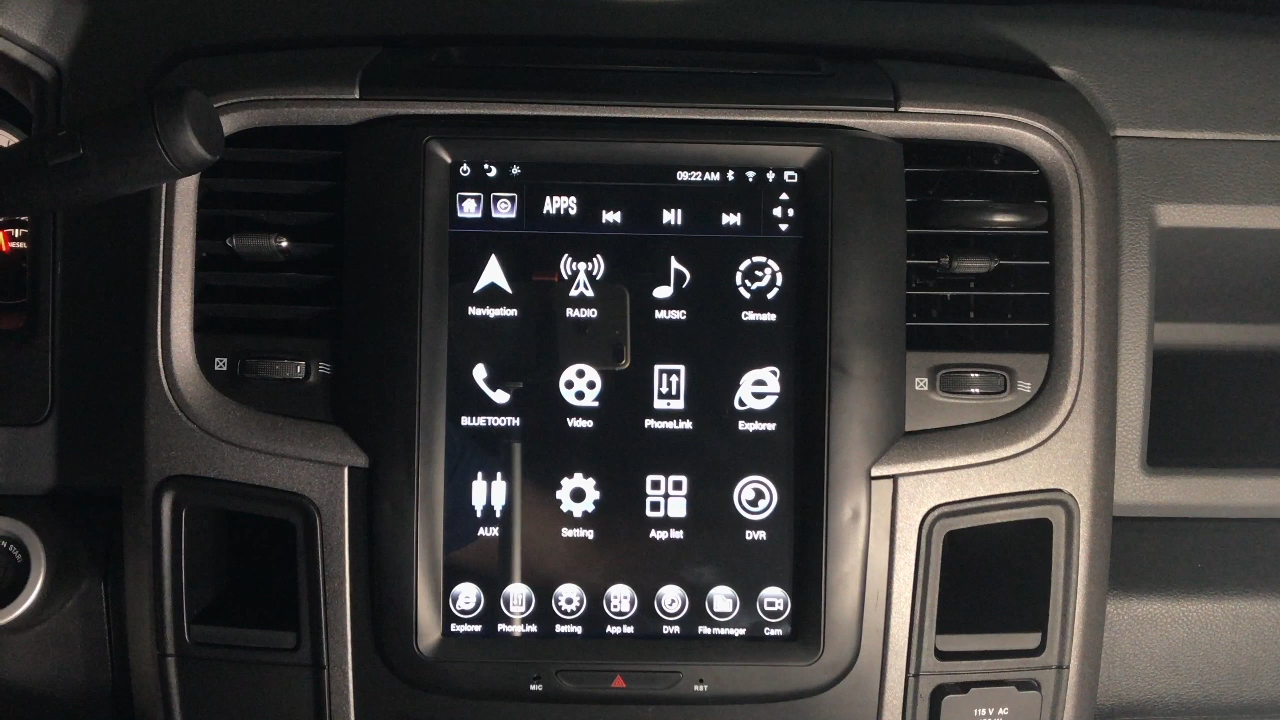 09:22 AM
APPS
9
Navigation
RADIO
MUSIC
Climate
BLUETOOTH
Video
PhoneLink
Explorer
AUX
Setting
App list
DVR
Explorer
PhoneLink
Setting
App list
DVR
File manager
Cam
MIC
RST
115 V AC